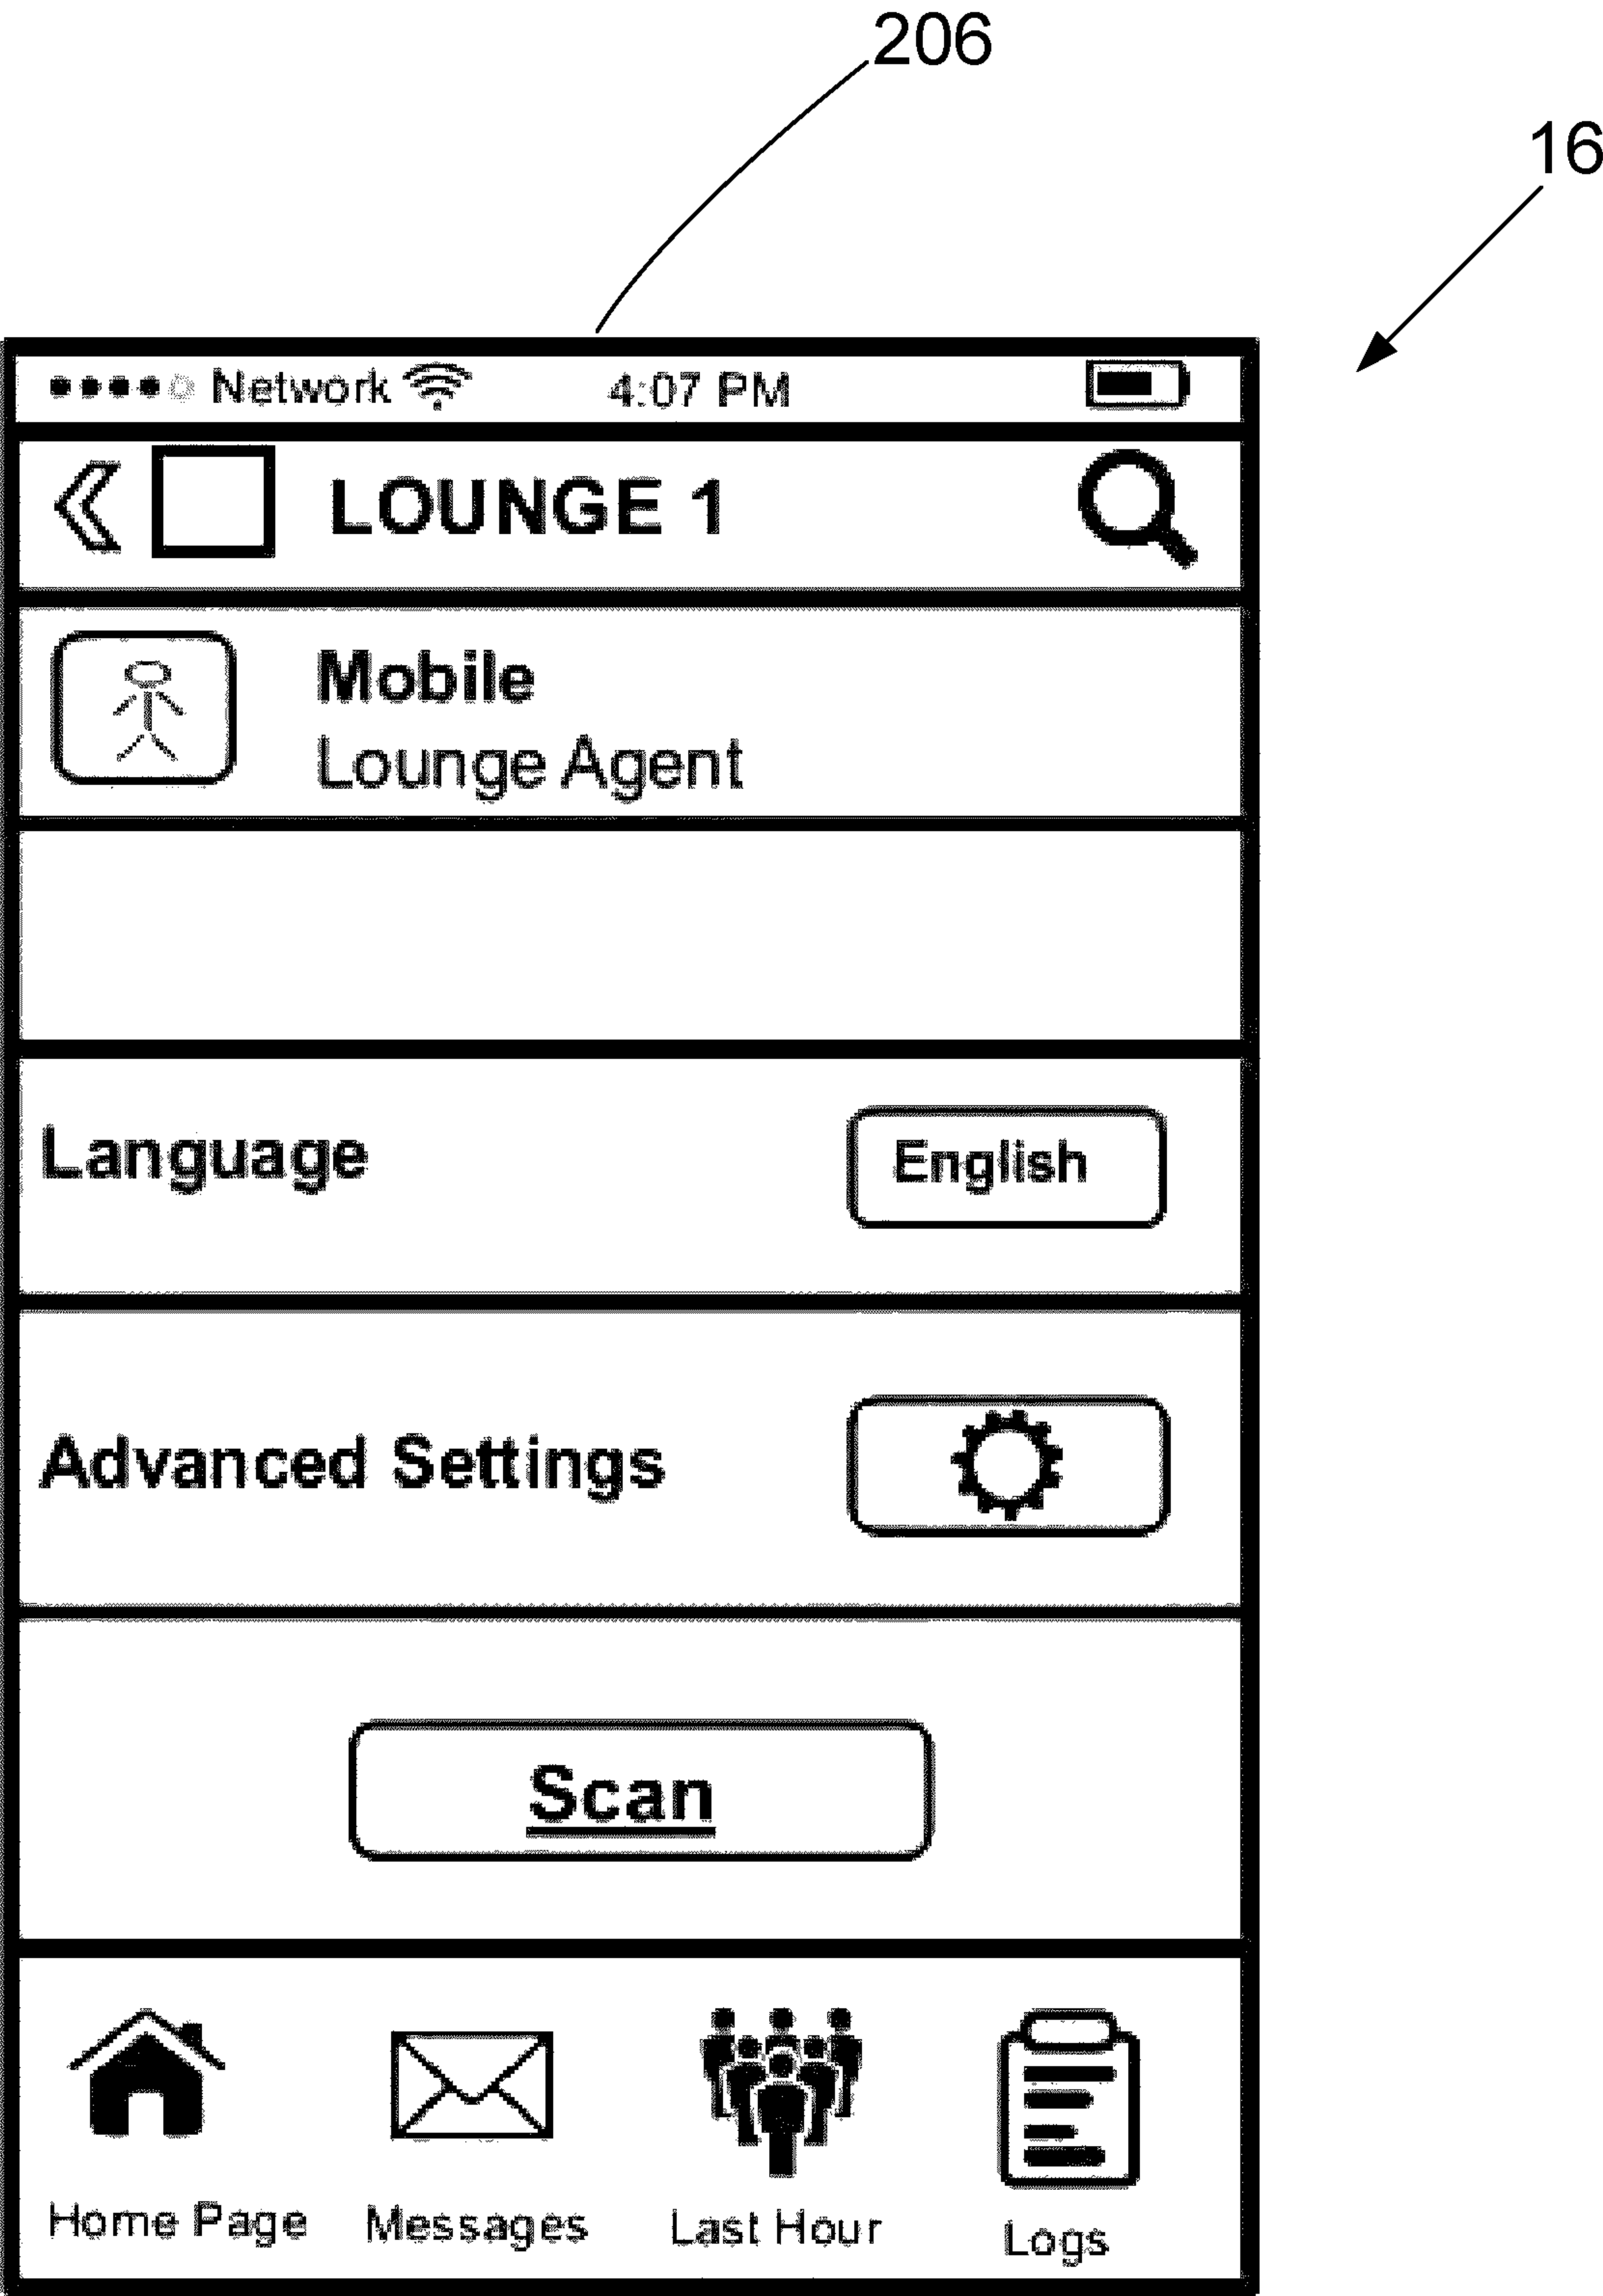 206
16
Network 4:07 PM
LOUNGE 1
Mobile
Lounge Agent
Language English
Advanced Settings
Scan
Home Page Messages Last Hour Logs